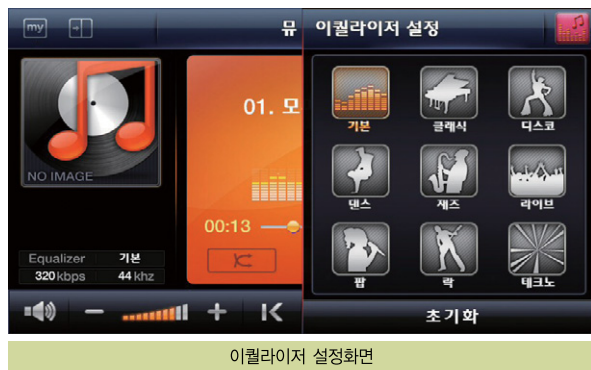 my
뮤
이퀄라이저 설정
NO IMAGE
01. 모
00:13
Equalizer 기본
320 kbps 44 khz
기본 클래식 디스코
댄스 재즈 라이브
팝 락 테크노
초기화
이퀄라이저 설정화면